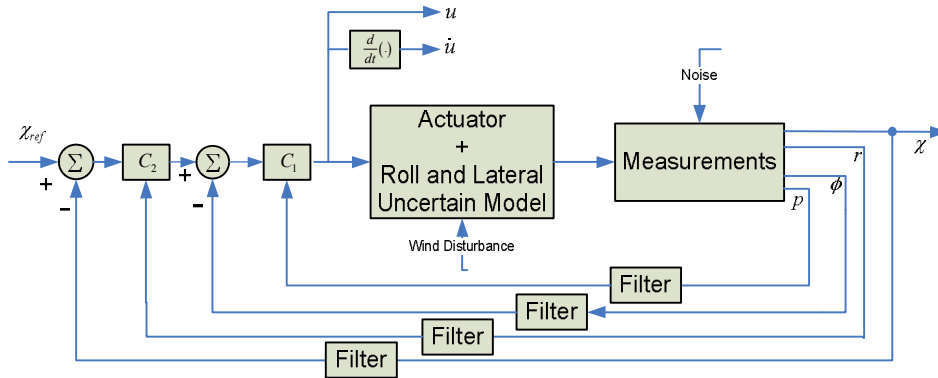 u
d/dt(.)
u̇
Noise
χref
Σ
+
−
C2
+
Σ
−
C1
Actuator
+
Roll and Lateral
Uncertain Model
Measurements
χ
r
ϕ
p
Wind Disturbance
Filter
Filter
Filter
Filter